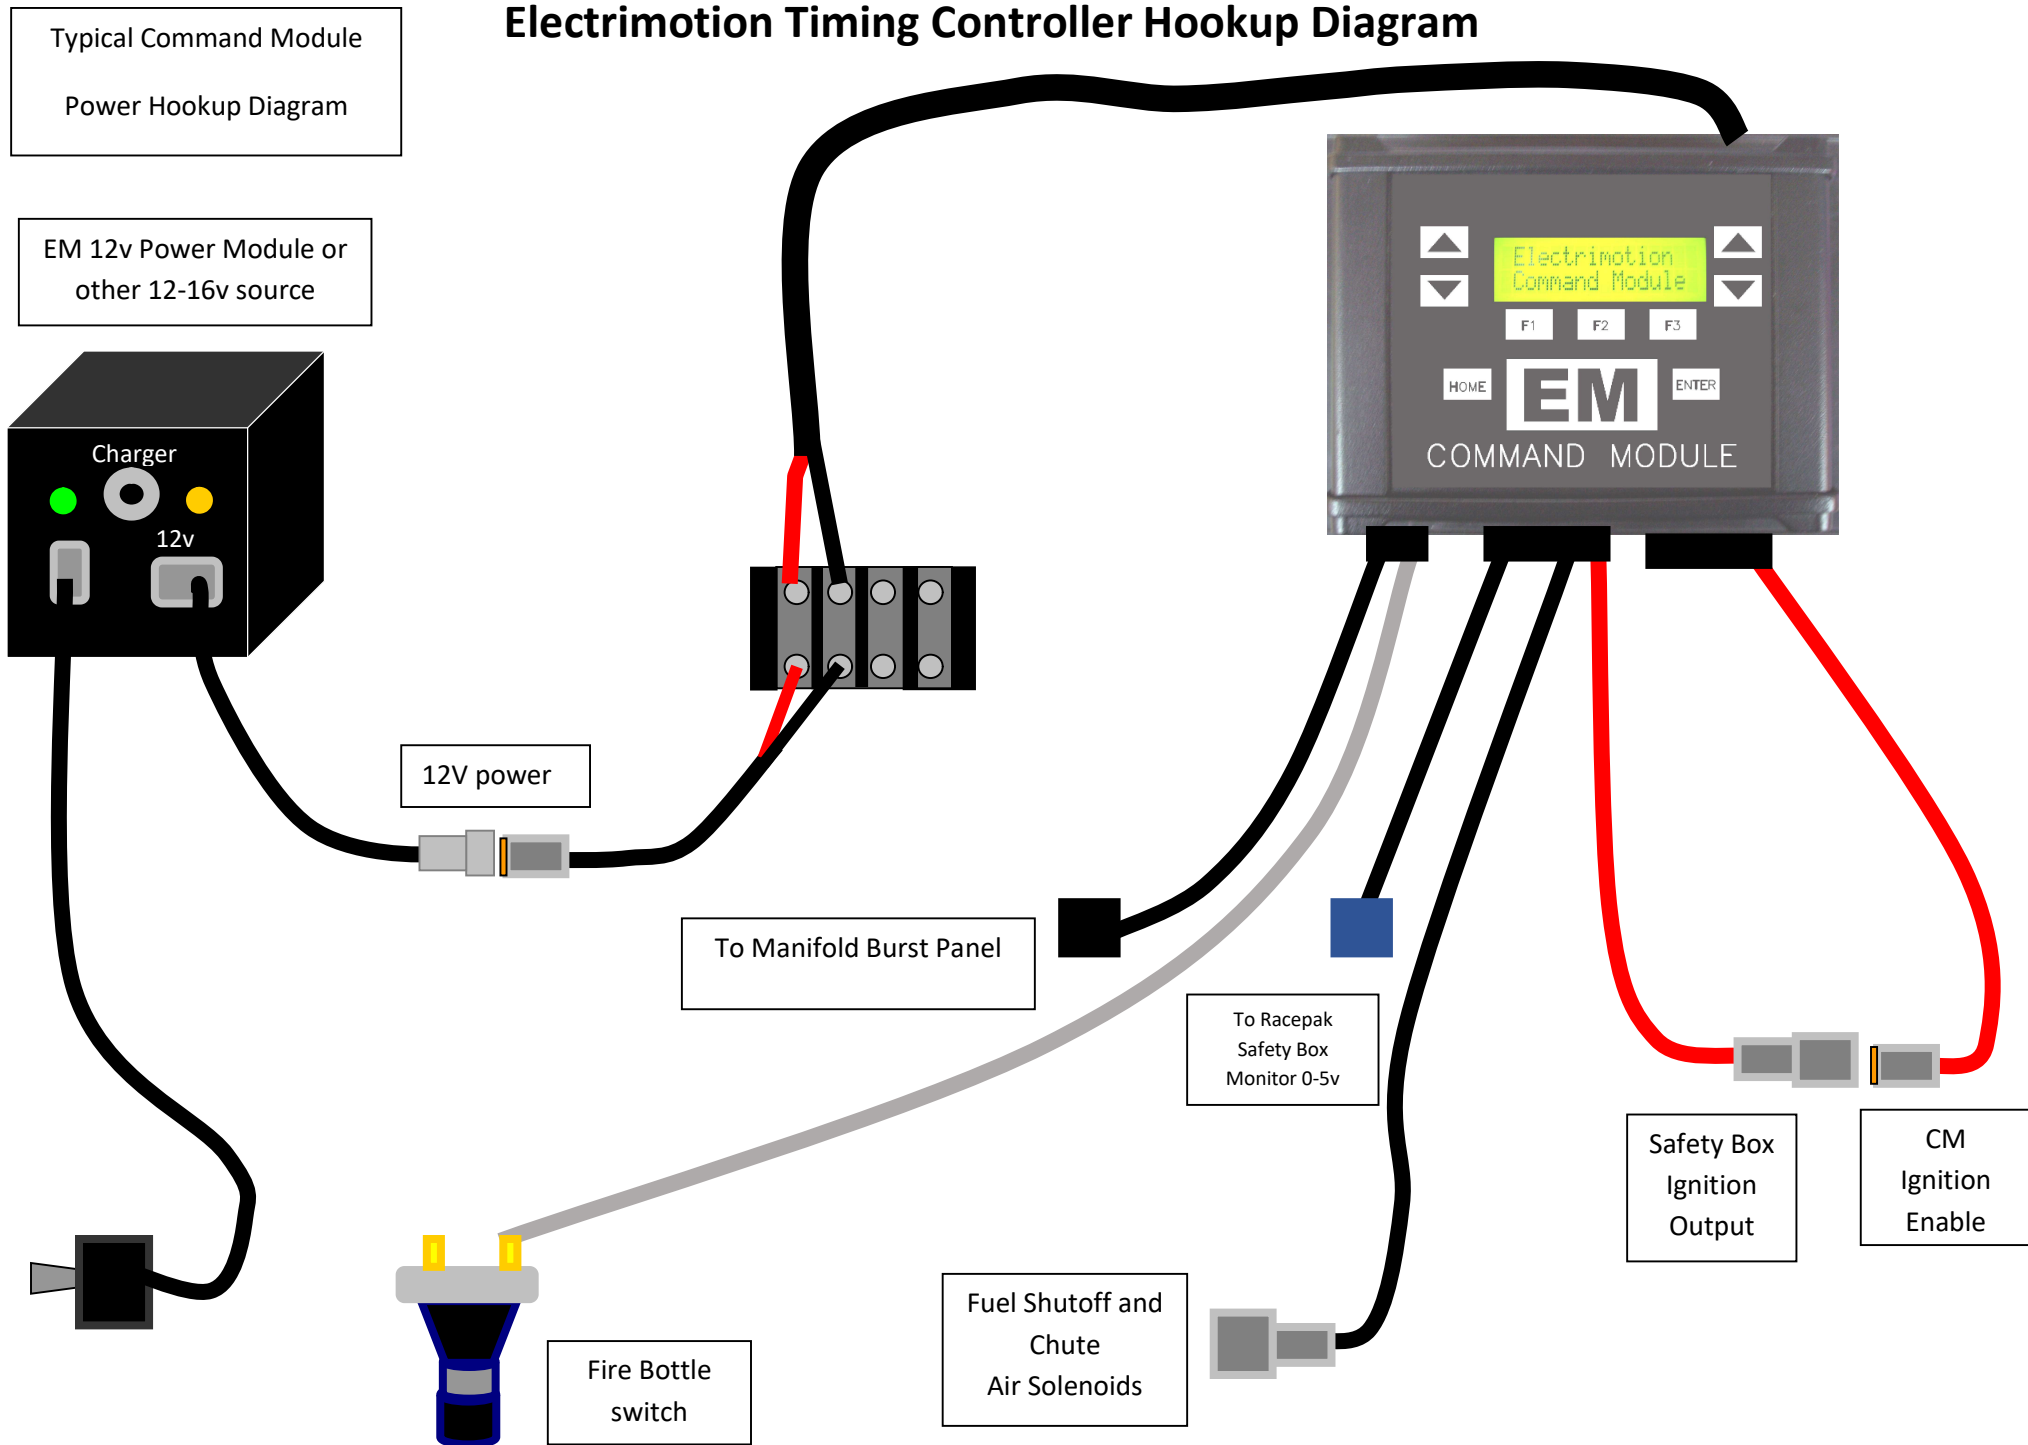 Electrimotion Timing Controller Hookup Diagram
Typical Command Module
Power Hookup Diagram
EM 12v Power Module or
other 12-16v source
Charger
12v
12V power
Electrimotion
Command Module
F1 F2 F3
HOME EM ENTER
COMMAND MODULE
To Manifold Burst Panel
To Racepak
Safety Box
Monitor 0-5v
Safety Box
Ignition
Output
CM
Ignition
Enable
Fuel Shutoff and
Chute
Air Solenoids
Fire Bottle
switch